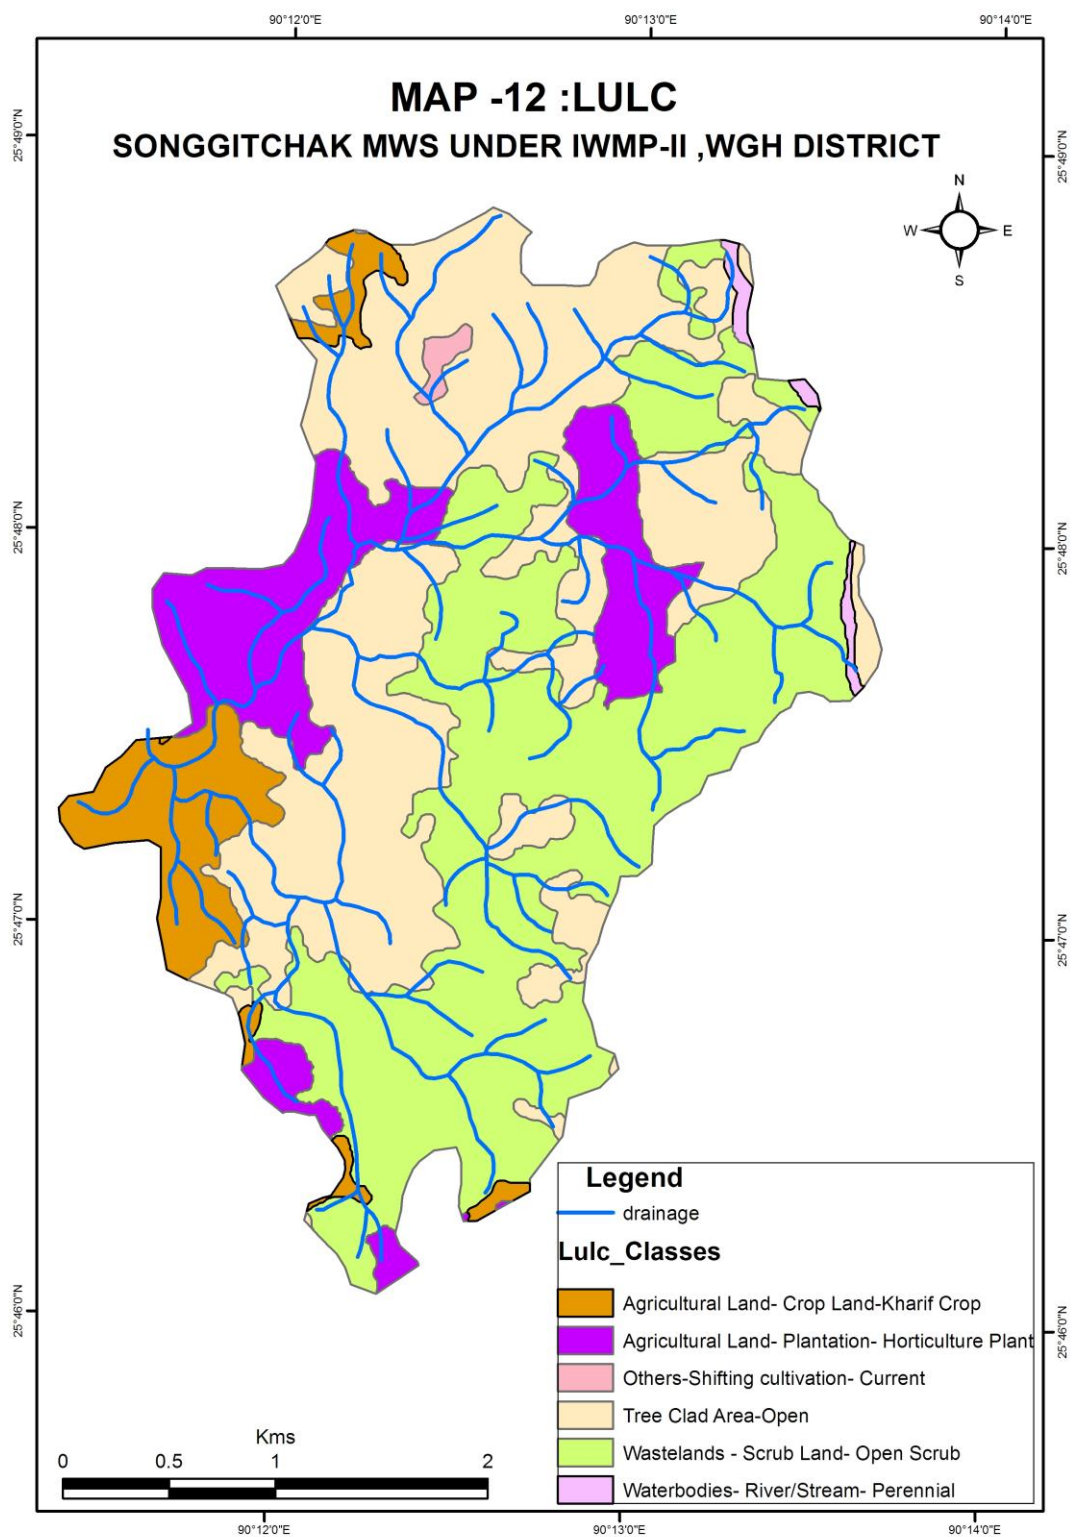 90°12'0"E 90°13'0"E 90°14'0"E
MAP -12 :LULC
SONGGITCHAK MWS UNDER IWMP-II ,WGH DISTRICT
25°49'0"N
25°49'0"N
N
W E
S
25°48'0"N
25°48'0"N
25°47'0"N
25°47'0"N
Legend
drainage
Lulc_Classes
Agricultural Land- Crop Land-Kharif Crop
Agricultural Land- Plantation- Horticulture Plant
Others-Shifting cultivation- Current
Tree Clad Area-Open
Wastelands - Scrub Land- Open Scrub
Waterbodies- River/Stream- Perennial
25°46'0"N
25°46'0"N
Kms
0 0.5 1 2
90°12'0"E 90°13'0"E 90°14'0"E